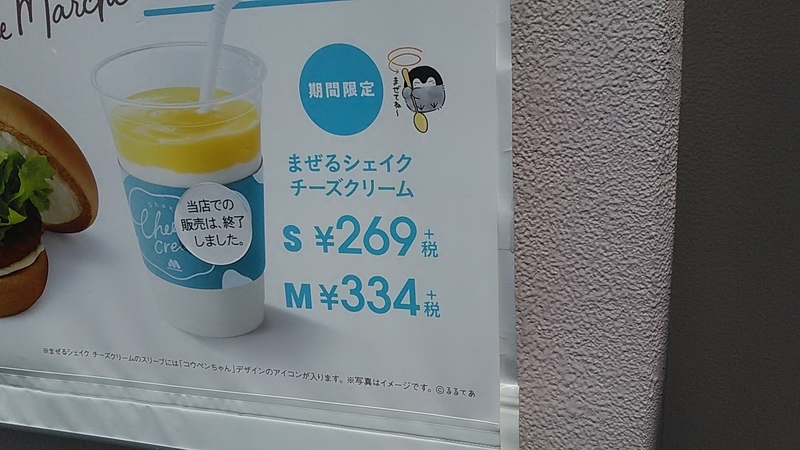 e Marché
期間限定
まぜてね〜
まぜるシェイク
チーズクリーム
当店での
販売は、終了
しました。
S ¥269+税
M ¥334+税
※まぜるシェイク チーズクリームのスリーブには「コウペンちゃん」デザインのアイコンが入ります。※写真はイメージです。©るるてあ